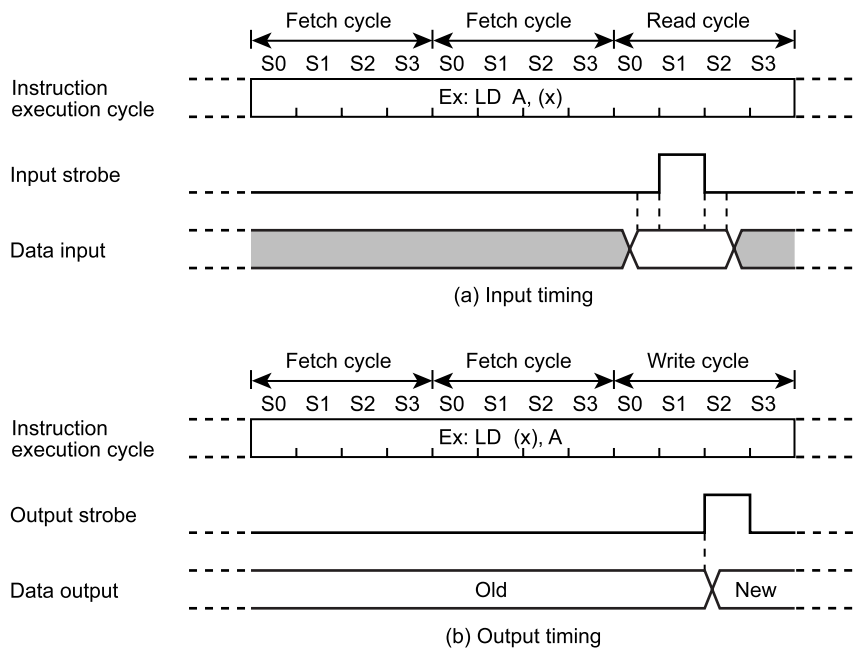 Fetch cycle Fetch cycle Read cycle
S0 S1 S2 S3 S0 S1 S2 S3 S0 S1 S2 S3
Instruction
execution cycle
Ex: LD A, (x)
Input strobe
Data input
(a) Input timing
Fetch cycle Fetch cycle Write cycle
S0 S1 S2 S3 S0 S1 S2 S3 S0 S1 S2 S3
Instruction
execution cycle
Ex: LD (x), A
Output strobe
Data output Old New
(b) Output timing